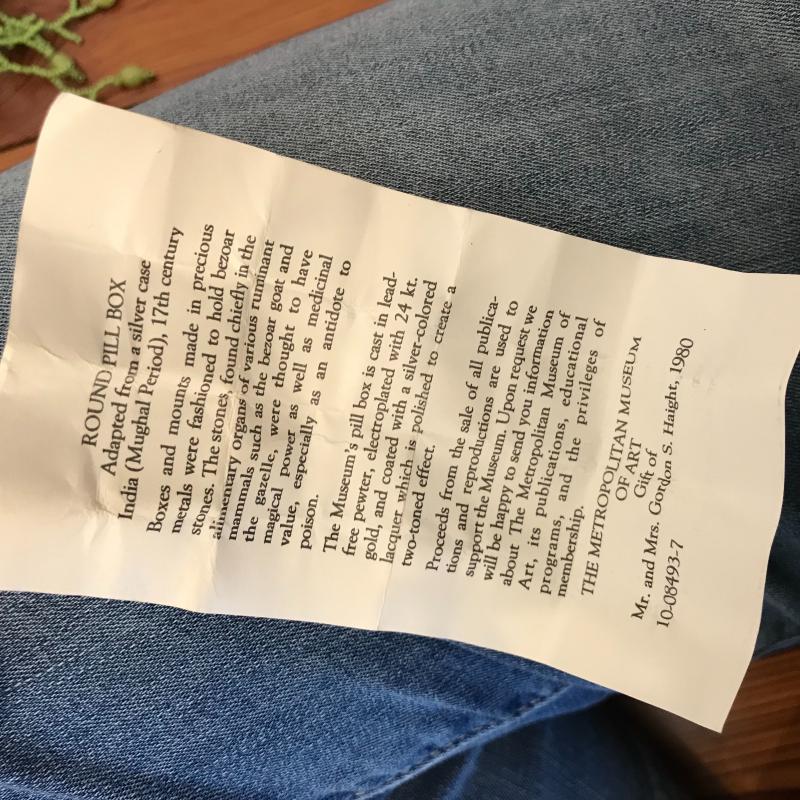 ROUND PILL BOX
Adapted from a silver case
India (Mughal Period), 17th century
Boxes and mounts made in precious
metals were fashioned to hold bezoar
stones. The stones, found chiefly in the
alimentary organs of various ruminant
mammals such as the bezoar goat and
the gazelle, were thought to have
magical power as well as medicinal
value, especially as an antidote to
poison.
The Museum's pill box is cast in lead-
free pewter, electroplated with 24 kt.
gold, and coated with a silver-colored
lacquer which is polished to create a
two-toned effect.
Proceeds from the sale of all publica-
tions and reproductions are used to
support the Museum. Upon request we
will be happy to send you information
about The Metropolitan Museum of
Art, its publications, educational
programs, and the privileges of
membership.
THE METROPOLITAN MUSEUM
OF ART
Gift of
Mr. and Mrs. Gordon S. Haight, 1980
10-08493-7